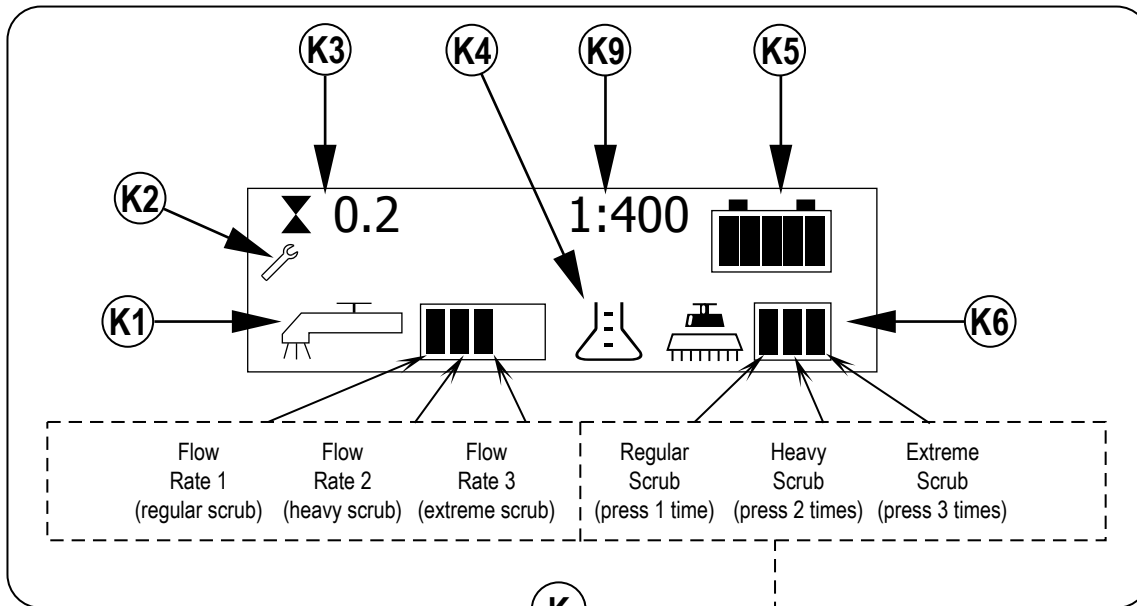 K3
K4
K9
K5
K2
0.2
1:400
K1
K6
Flow
Rate 1
(regular scrub)
Flow
Rate 2
(heavy scrub)
Flow
Rate 3
(extreme scrub)
Regular
Scrub
(press 1 time)
Heavy
Scrub
(press 2 times)
Extreme
Scrub
(press 3 times)
K